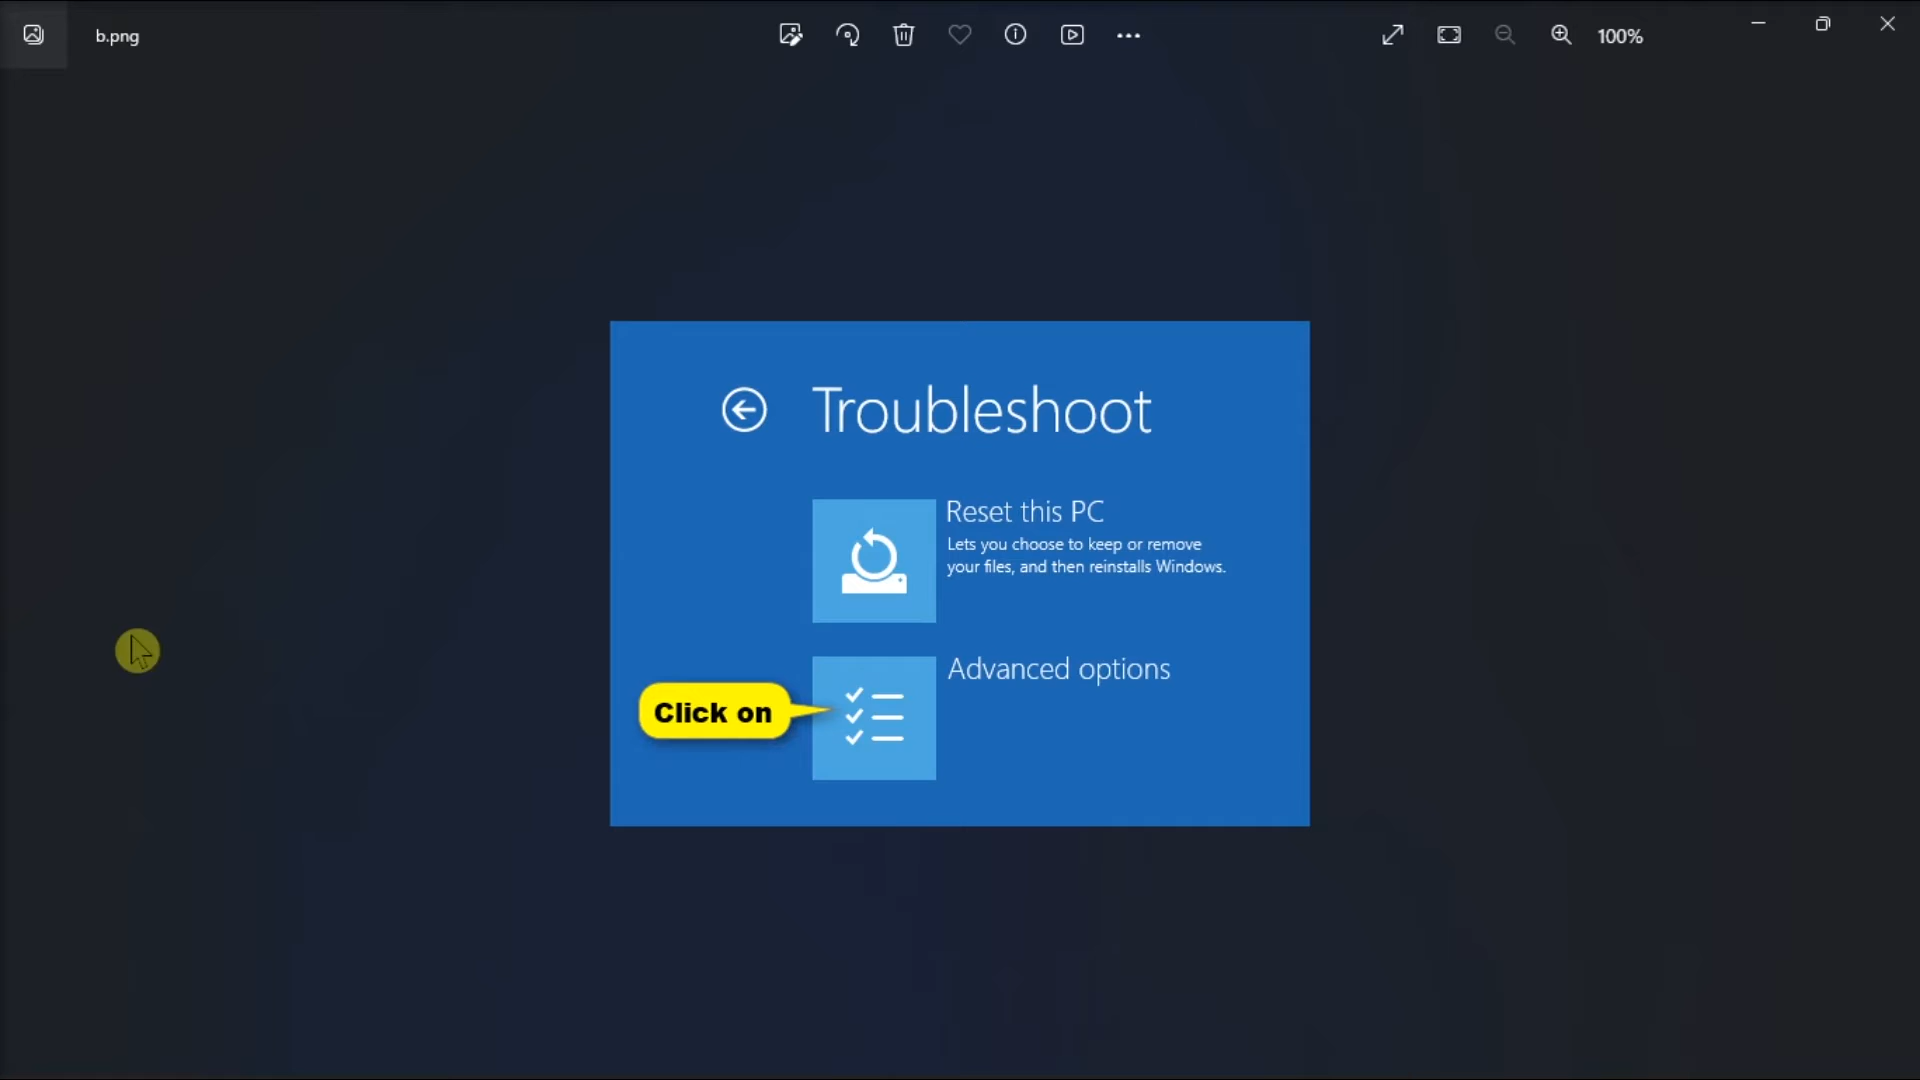 b.png
100%
Troubleshoot
Reset this PC
Lets you choose to keep or remove
your files, and then reinstalls Windows.
Advanced options
Click on